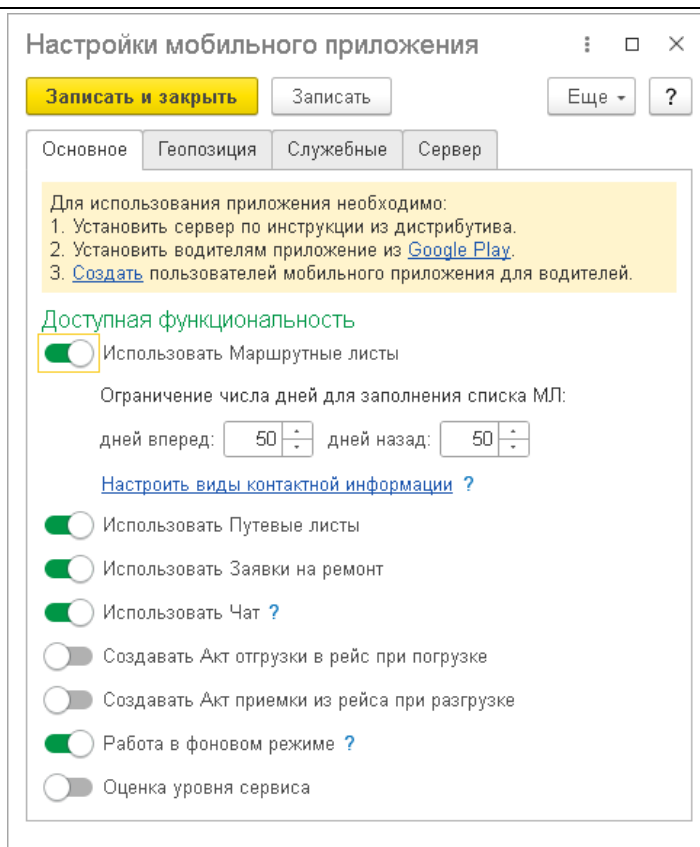 Настройки мобильного приложения
Записать и закрыть Записать Еще ?
Основное Геопозиция Служебные Сервер
Для использования приложения необходимо:
1. Установить сервер по инструкции из дистрибутива.
2. Установить водителям приложение из Google Play.
3. Создать пользователей мобильного приложения для водителей.
Доступная функциональность
Использовать Маршрутные листы
Ограничение числа дней для заполнения списка МЛ:
дней вперед: 50 дней назад: 50
Настроить виды контактной информации ?
Использовать Путевые листы
Использовать Заявки на ремонт
Использовать Чат ?
Создавать Акт отгрузки в рейс при погрузке
Создавать Акт приемки из рейса при разгрузке
Работа в фоновом режиме ?
Оценка уровня сервиса